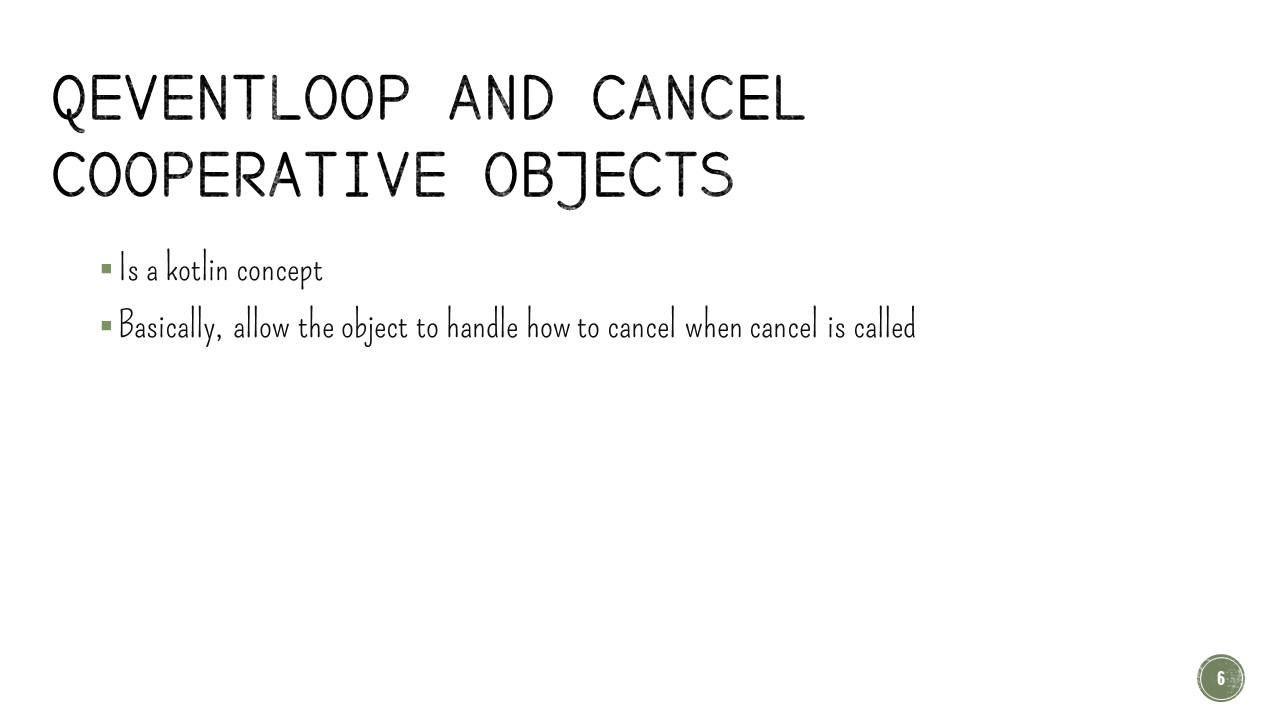 QEVENTLOOP AND CANCEL
COOPERATIVE OBJECTS
Is a kotlin concept
Basically, allow the object to handle how to cancel when cancel is called
6